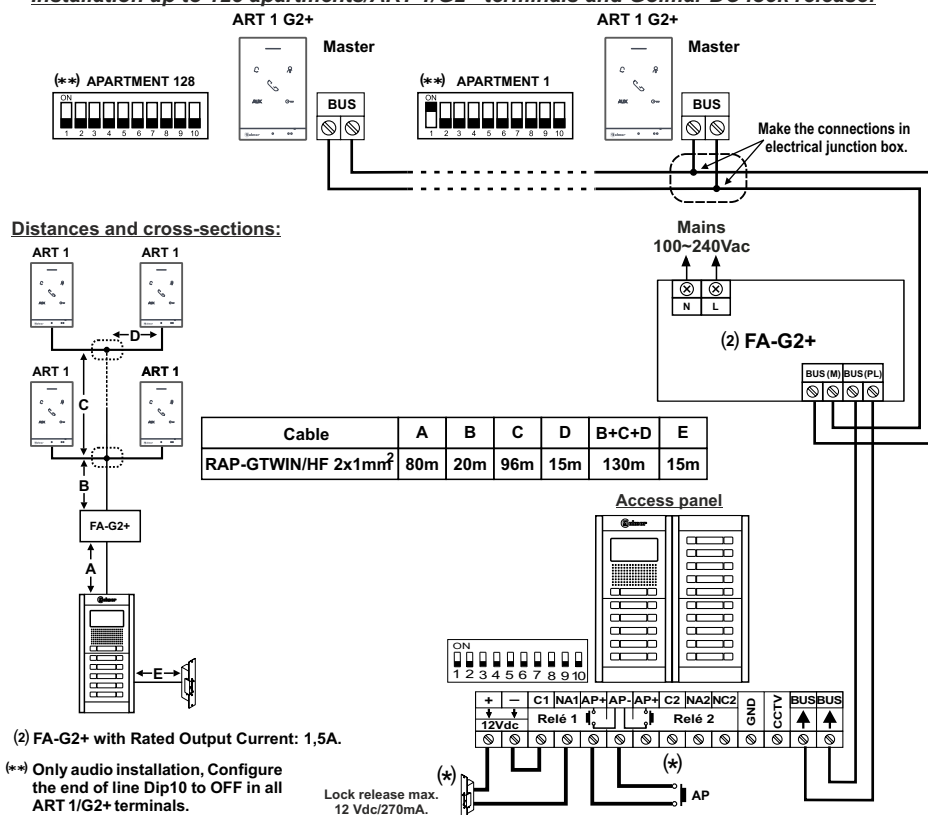 Installation up to 128 apartments/ART 1/G2+ terminals and Golmar DC lock release:
ART 1 G2+
ART 1 G2+
Master
Master
(**) APARTMENT 128
ON
1 2 3 4 5 6 7 8 9 10
AUX
BUS
(**) APARTMENT 1
ON
1 2 3 4 5 6 7 8 9 10
AUX
BUS
Make the connections in
electrical junction box.
Distances and cross-sections:
ART 1
ART 1
AUX
AUX
D
ART 1
ART 1
AUX
AUX
C
B
FA-G2+
A
E
Mains
100~240Vac
N L
(2) FA-G2+
BUS (M) BUS (PL)
Cable A B C D B+C+D E
RAP-GTWIN/HF 2x1mm² 80m 20m 96m 15m 130m 15m
Access panel
Golmar
ON
1 2 3 4 5 6 7 8 9 10
+ – C1 NA1 AP+ AP- AP+ C2 NA2 NC2 GND CCTV BUS BUS
12Vdc Relé 1 Relé 2
(*)
(*)
AP
Lock release max.
12 Vdc/270mA.
(2) FA-G2+ with Rated Output Current: 1,5A.
(**) Only audio installation, Configure
the end of line Dip10 to OFF in all
ART 1/G2+ terminals.